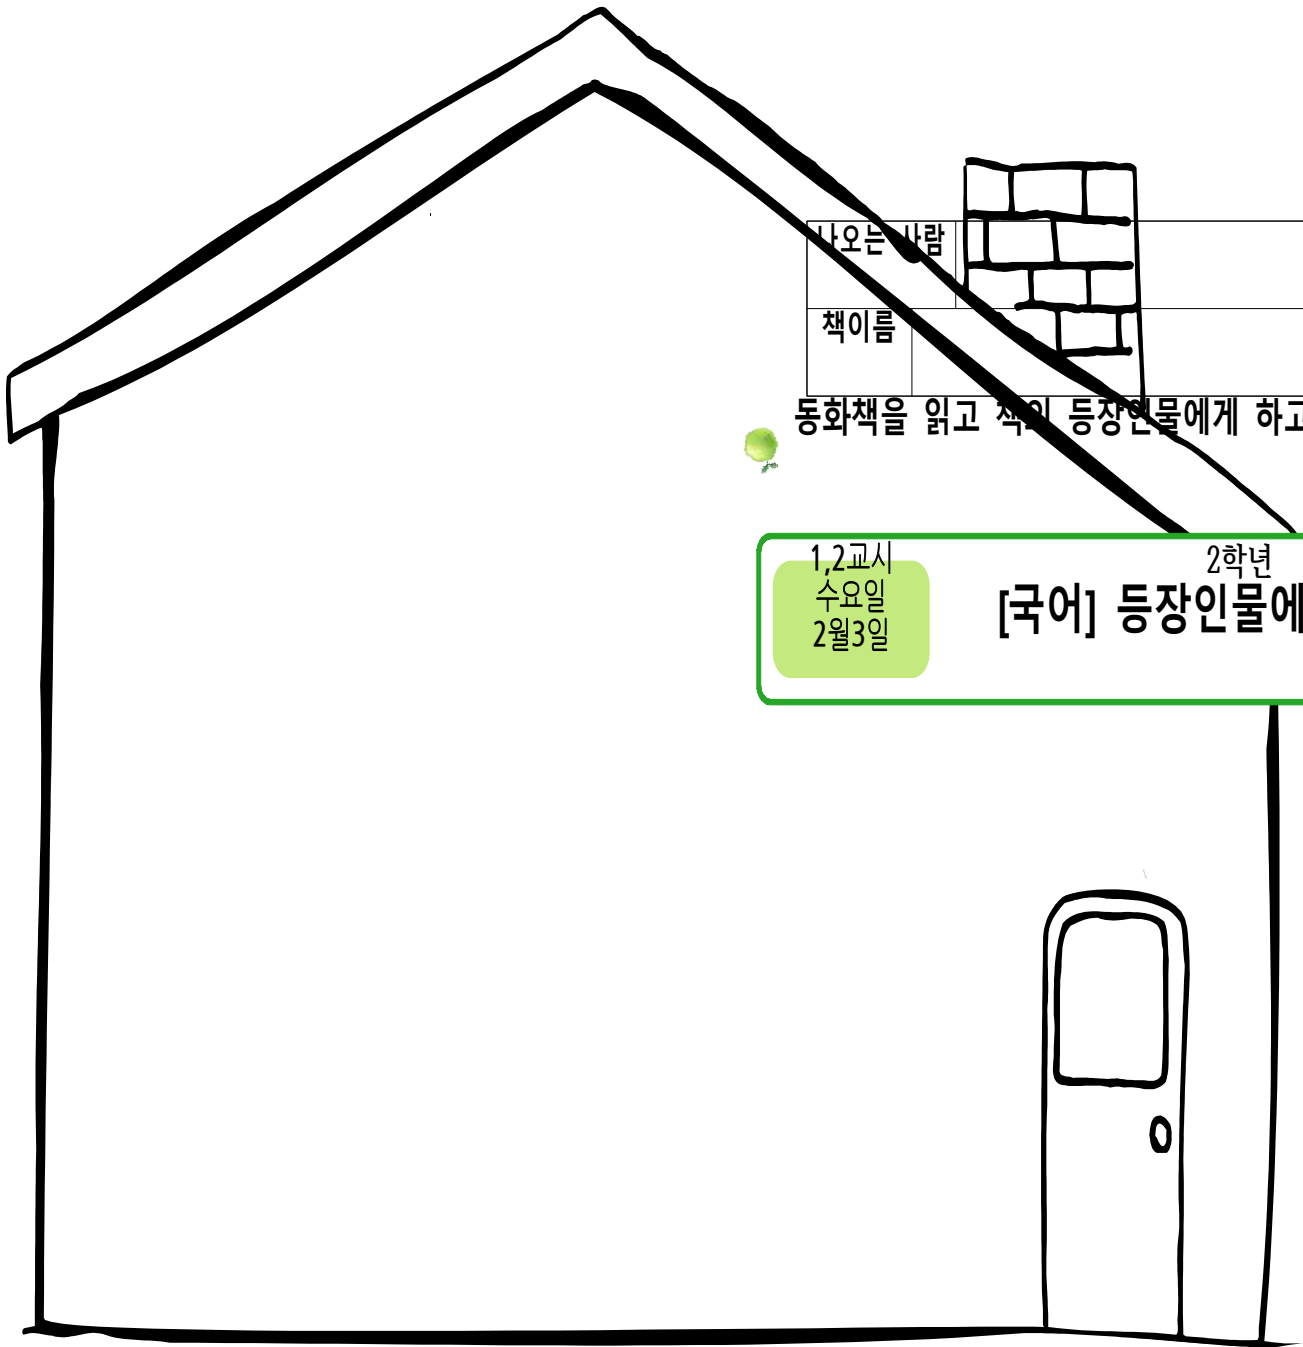 나오는 사람
책이름
동화책을 읽고 책의 등장인물에게 하고
1,2교시
수요일
2월3일
2학년
[국어] 등장인물에